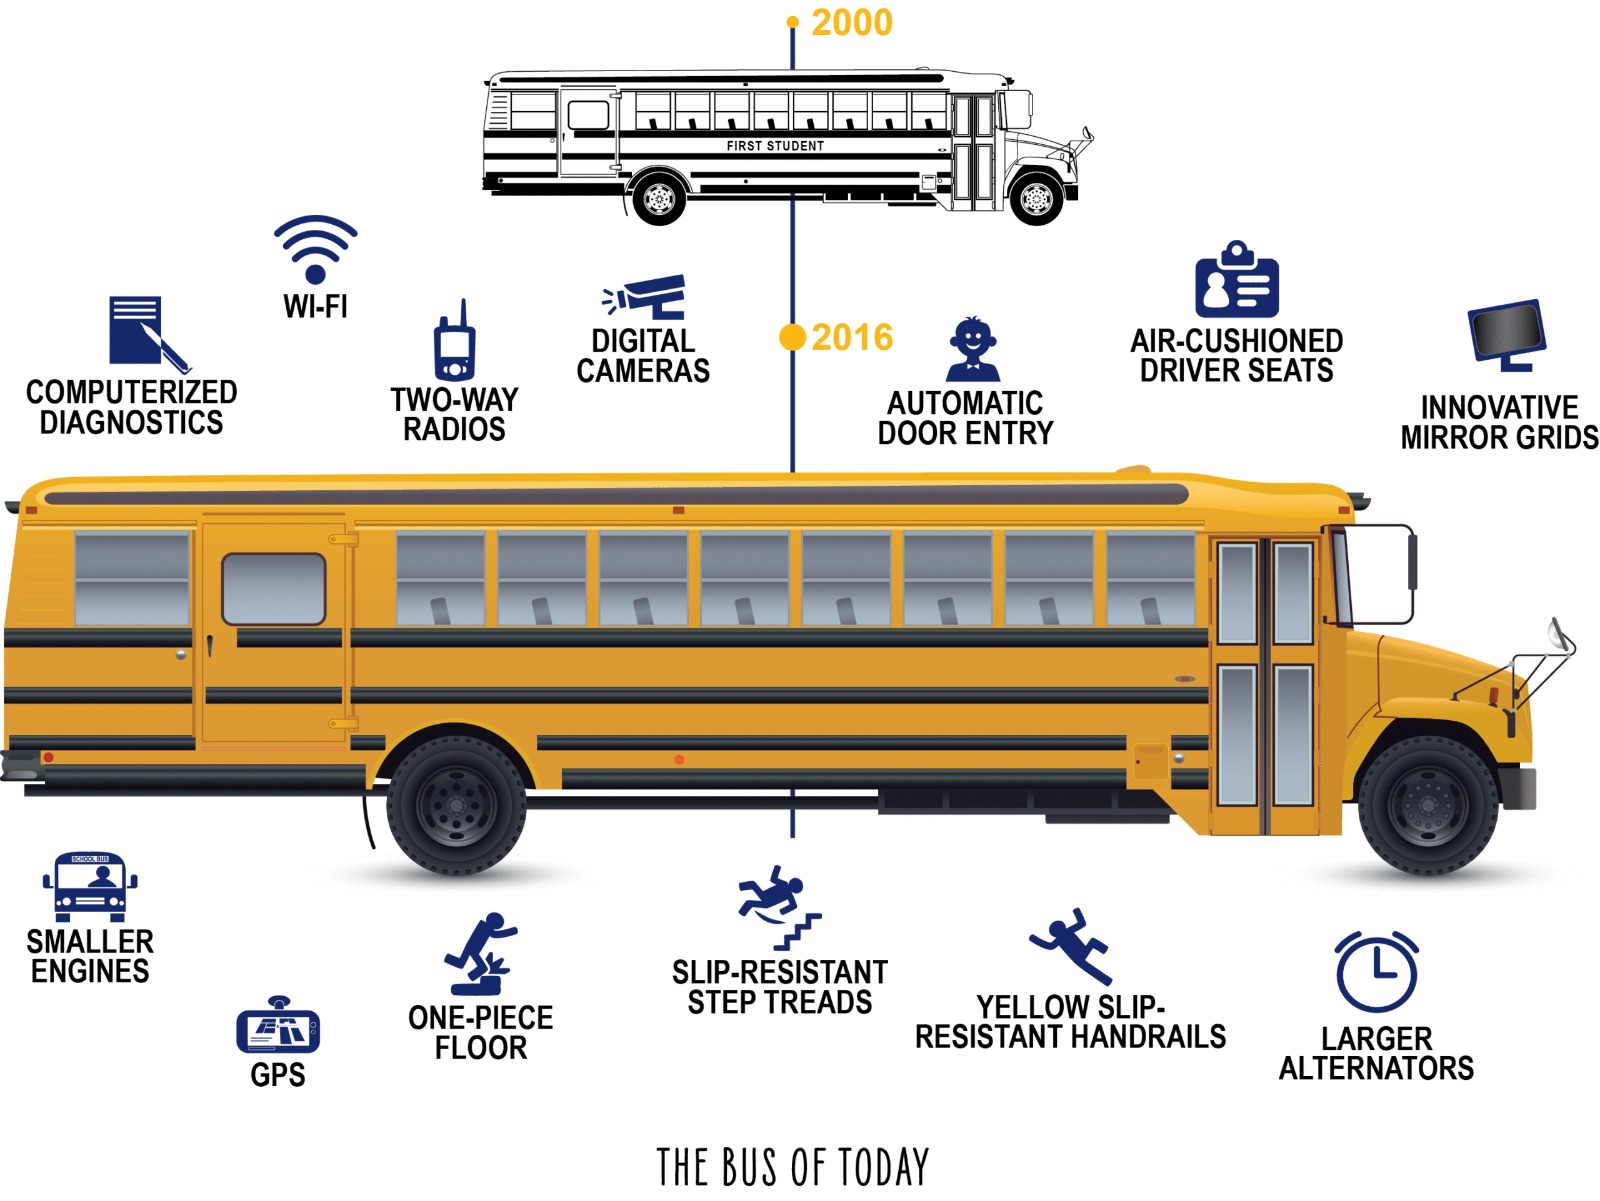 2000
FIRST STUDENT
WI-FI
DIGITAL
CAMERAS
2016
AIR-CUSHIONED
DRIVER SEATS
COMPUTERIZED
DIAGNOSTICS
TWO-WAY
RADIOS
AUTOMATIC
DOOR ENTRY
INNOVATIVE
MIRROR GRIDS
SCHOOL BUS
SMALLER
ENGINES
GPS
ONE-PIECE
FLOOR
SLIP-RESISTANT
STEP TREADS
YELLOW SLIP-
RESISTANT HANDRAILS
LARGER
ALTERNATORS
THE BUS OF TODAY